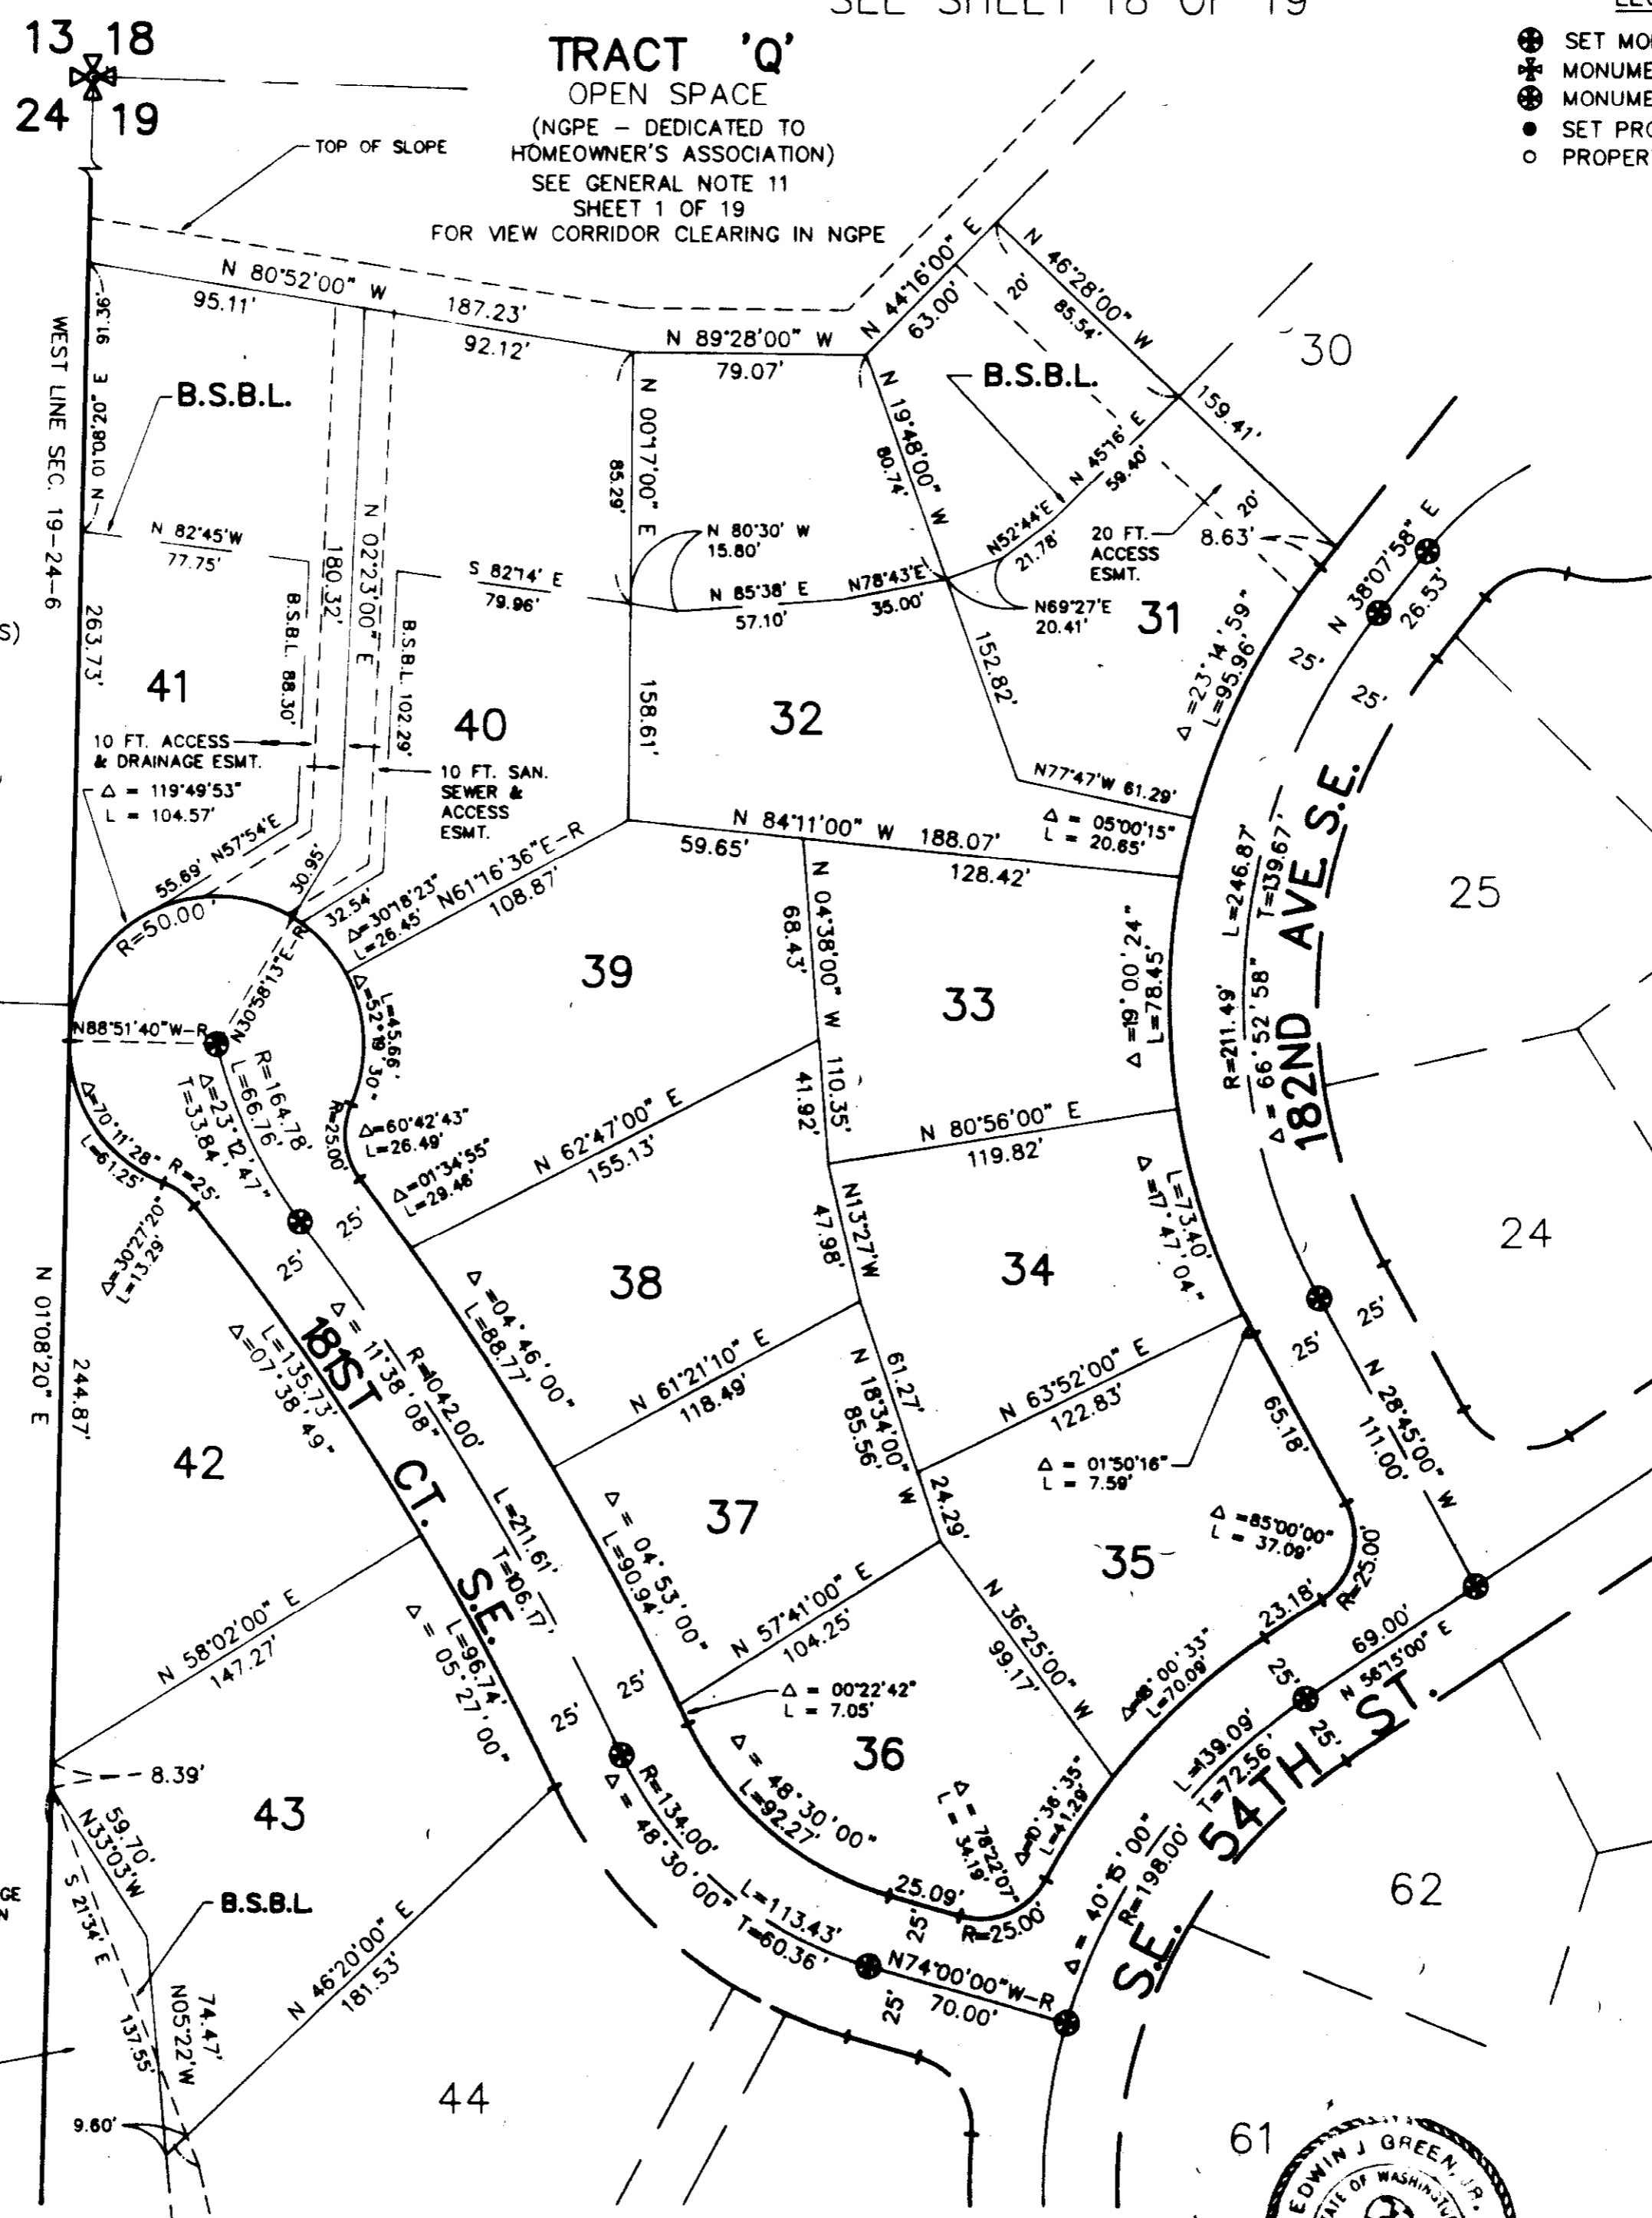 SEE SHEET 18 OF 19
13 18
24 19
TRACT 'Q'
OPEN SPACE
(NGPE – DEDICATED TO
HOMEOWNER'S ASSOCIATION)
SEE GENERAL NOTE 11
SHEET 1 OF 19
FOR VIEW CORRIDOR CLEARING IN NGPE
TOP OF SLOPE
SET MO
MONUME
MONUME
SET PRO
PROPER
N 80°52'00" W
95.11'
187.23'
92.12'
N 89°28'00" W
79.07'
N 44°16'00" E
63.00'
20'
N 46°28'00" W
85.54'
159.41'
30
WEST LINE SEC. 19-24-6
N 01°08'20" E 91.36'
B.S.B.L.
B.S.B.L.
N 00°17'00" E
85.29'
N 19°48'00" W
80.74'
N 45°16' E
59.40'
N 82°45'W
77.75'
180.32'
N 02°23'00" E
S 82°14' E
79.96'
N 80°30' W
15.80'
N 85°38' E
57.10'
N78°43'E
35.00'
N52°44'E
21.78'
N69°27'E
20.41'
20 FT.
ACCESS
ESMT.
20'
8.63'
N 38°07'58" E
26.53'
25'
25'
31
S)
263.73'
41
B.S.B.L. 88.30'
B.S.B.L. 102.29'
40
158.61'
32
152.82'
Δ =23°14'59"
L=95.96'
10 FT. ACCESS
& DRAINAGE ESMT.
Δ = 119°49'53"
L = 104.57'
10 FT. SAN.
SEWER &
ACCESS
ESMT.
N77°47'W 61.29'
Δ = 05°00'15"
L = 20.65'
N 84°11'00" W 188.07'
59.65'
128.42'
55.69' N57°54'E
30.95'
32.54'
Δ=30°18'23"
L=26.45'
N61°16'36"E-R
108.87'
R=50.00'
N 04°38'00" W 110.35'
68.43'
41.92'
39
33
Δ =19°00'24"
L=78.45'
L=246.87'
T=139.67'
R=211.49'
Δ = 66°52'58"
182ND AVE. S.E.
25
N88°51'40"W-R
N30°58'13"E-R
Δ=52°19'30"
L=45.66'
R=164.78'
L=66.76'
Δ=23°12'47"
T=33.84'
R=25.00'
Δ=60°42'43"
L=26.49'
Δ=01°34'55"
L=29.46'
N 62°47'00" E
155.13'
N 80°56'00" E
119.82'
Δ=70°11'28"
L=61.25'
R=25'
Δ=30°27'20"
L=13.29'
25'
25'
N13°27'W
47.98'
L=73.40'
Δ =17°47'04"
24
38
34
N 01°08'20" E
244.87'
Δ =04°46'00"
L=88.77'
181ST CT. S.E.
Δ = 11°38'08"
R=1042.00'
L=211.61'
T=106.17'
L=135.73'
Δ=07°38'49"
N 61°21'10" E
118.49'
61.27'
N 18°34'00" W
85.56'
24.29'
N 63°52'00" E
122.83'
Δ = 01°50'16"
L = 7.59'
25'
25'
65.18'
N 28°45'00" W
111.00'
42
37
Δ = 04°53'00"
L=90.94'
35
Δ =85°00'00"
L = 37.09'
R=25.00'
N 58°02'00" E
147.27'
L=96.74'
Δ = 05°27'00"
N 57°41'00" E
104.25'
N 36°25'00" W
99.17'
23.18'
69.00'
N 56°15'00" E
25'
25'
Δ=18°00'33"
L=70.09'
25'
25'
Δ = 00°22'42"
L = 7.05'
36
8.39'
43
59.70'
N33°03'W
S 21°34' E
137.55'
B.S.B.L.
74.47'
N05°22'W
9.60'
N 46°20'00" E
181.53'
Δ = 48°30'00"
L=92.27'
R=134.00'
Δ = 48°30'00"
L=113.43'
T=60.36'
Δ = 78°22'07"
L = 34.19'
Δ=10°36'35"
L=41.29'
25.09'
R=25.00'
25'
25'
N74°00'00"W-R
70.00'
L=139.09'
T=72.56'
Δ = 40°15'00"
R=198.00'
S.E. 54TH ST.
62
44
61
GE
EDWIN J GREEN, JR.
OF WASHINGTO